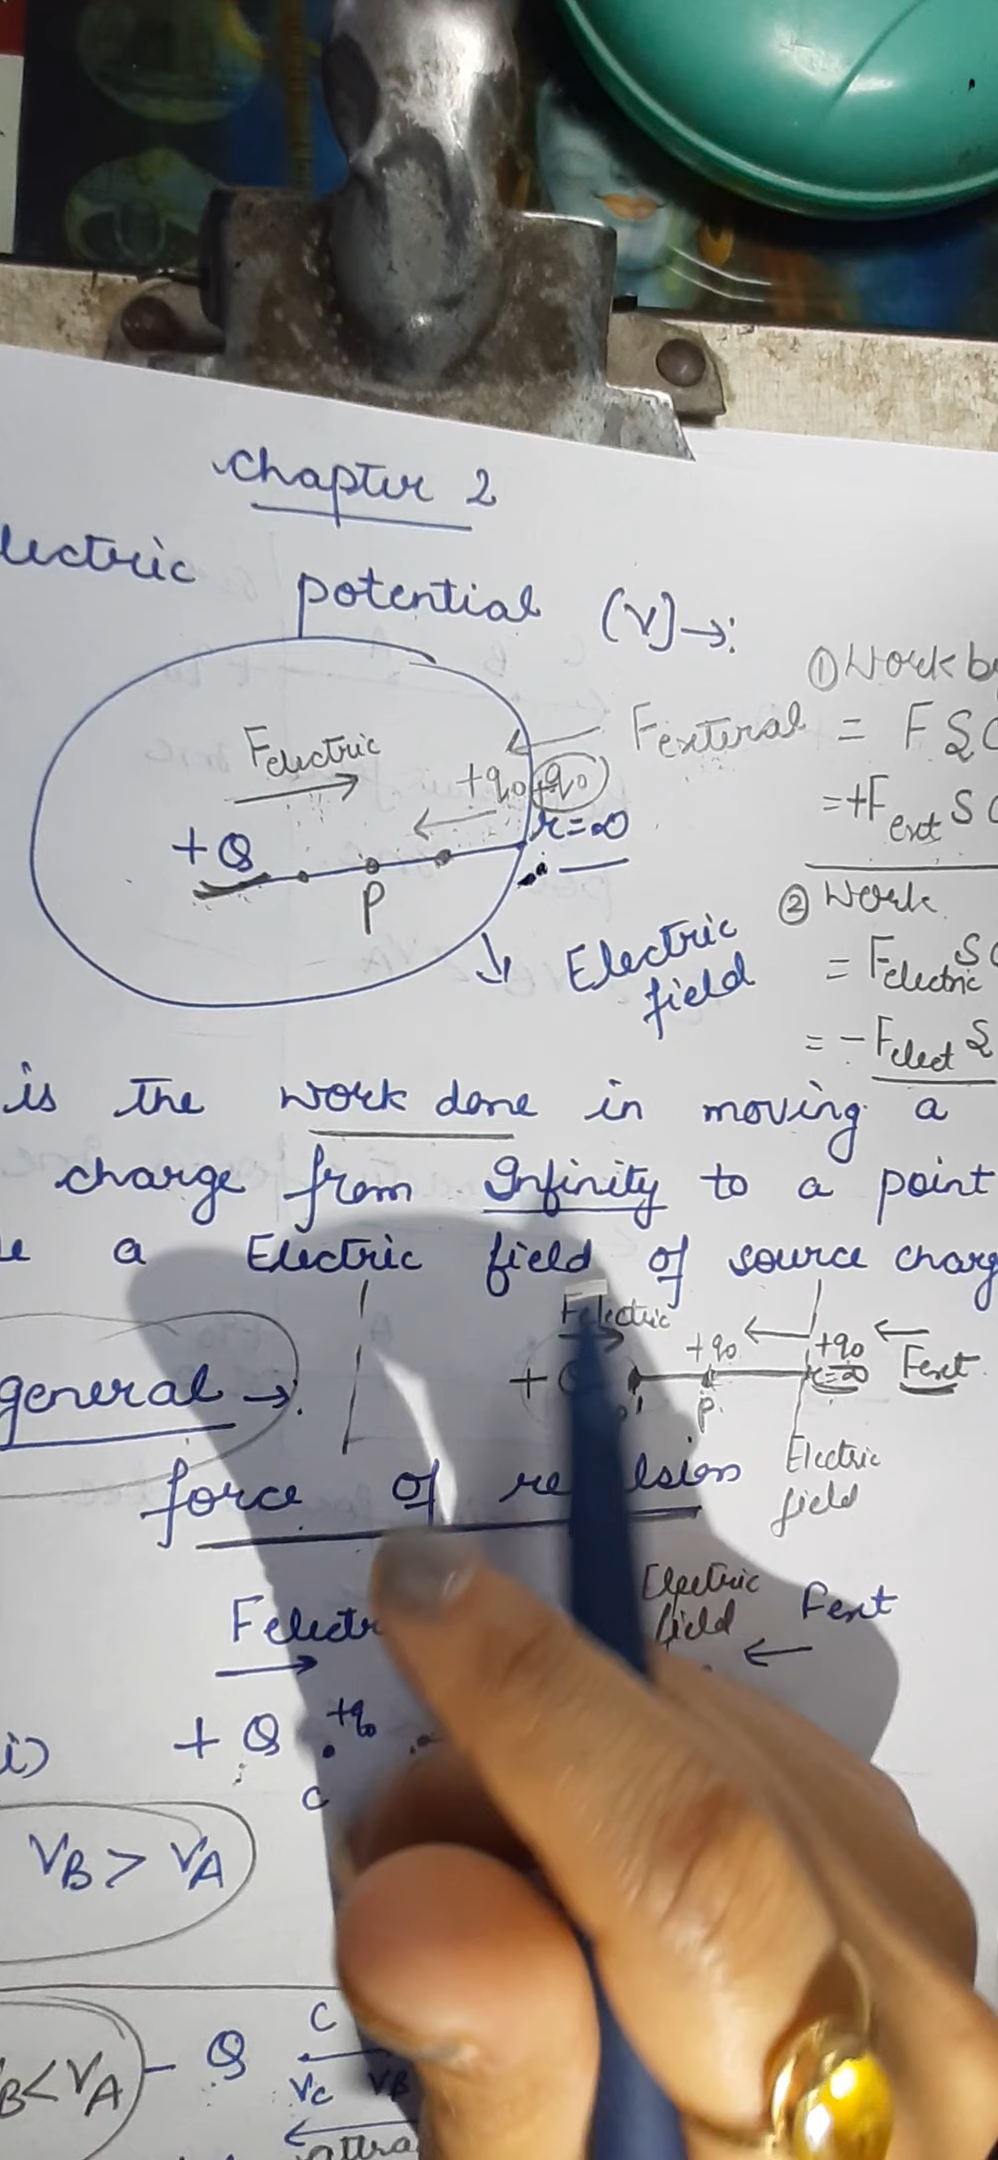 Chapter 2
lectric potential (V)→:
① Work b
Fexternal = F S C
Felectric
+q₀ +q₀
=+Fext S
r=∞
+Q
P
② Work
= Felectric S
Electric field
= -Felect S
is the work done in moving a
charge from Infinity to a point
a Electric field of source charg
Felectric
+q₀ +q₀ Fext
general →:
+ r=∞
P
Electric field
force of
Electric field Fext
i) + Q +q₀
C
VB > VA
B<VA - Q C
VC VB
attra